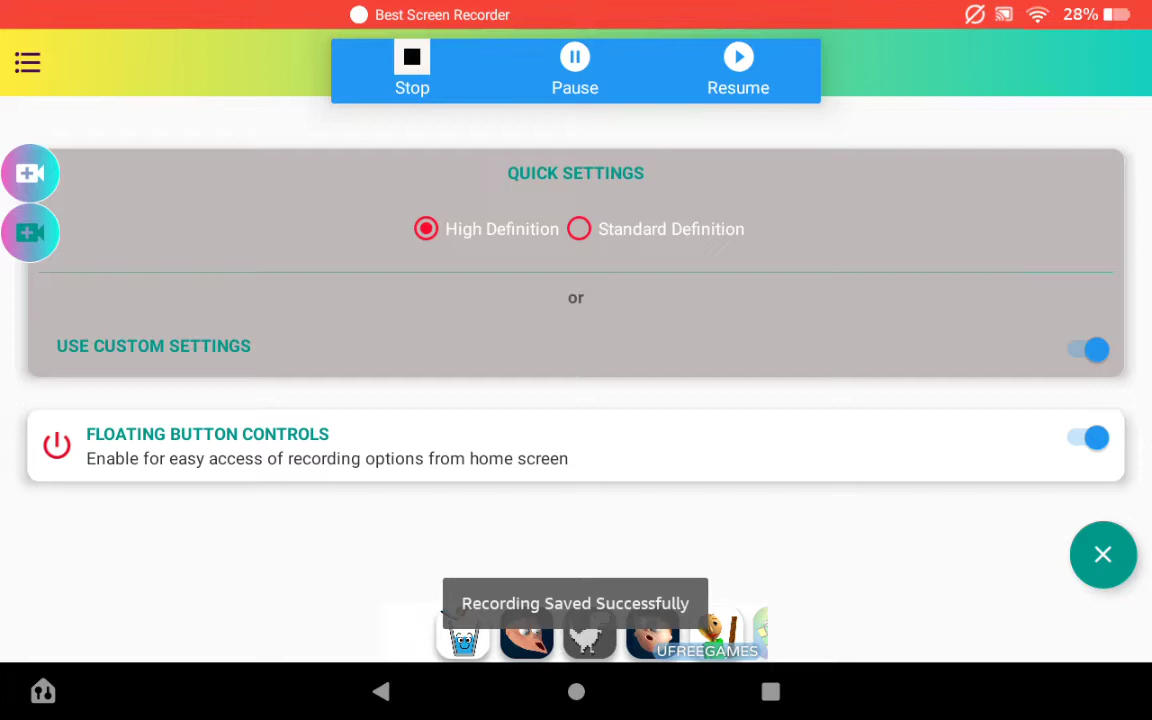 Best Screen Recorder
28%
Stop
Pause
Resume
QUICK SETTINGS
High Definition
Standard Definition
or
USE CUSTOM SETTINGS
FLOATING BUTTON CONTROLS
Enable for easy access of recording options from home screen
Recording Saved Successfully
UFREEGAMES